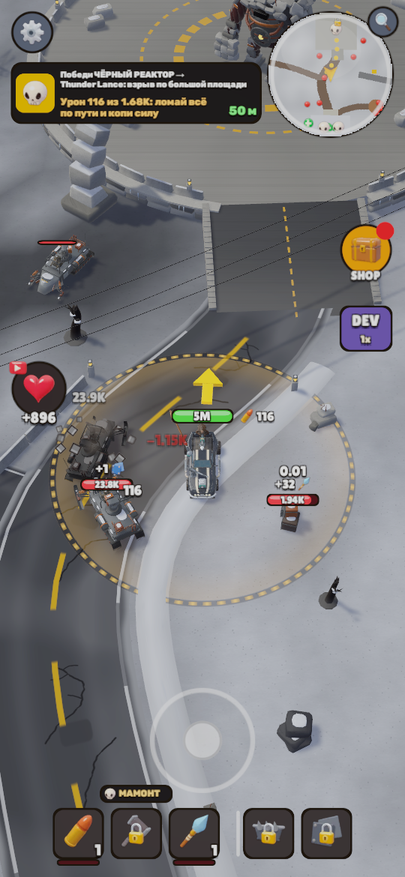 Победи ЧЁРНЫЙ РЕАКТОР →
Thunder Lance: взрыв по большой площади
Урон 116 из 1.68K: ломай всё
по пути и копи силу
50 м
SHOP
DEV
1x
+896
23.9K
5M
116
-1.18K
+1
23.8K
116
0.01
+32
1.94K
МАМОНТ
1
1